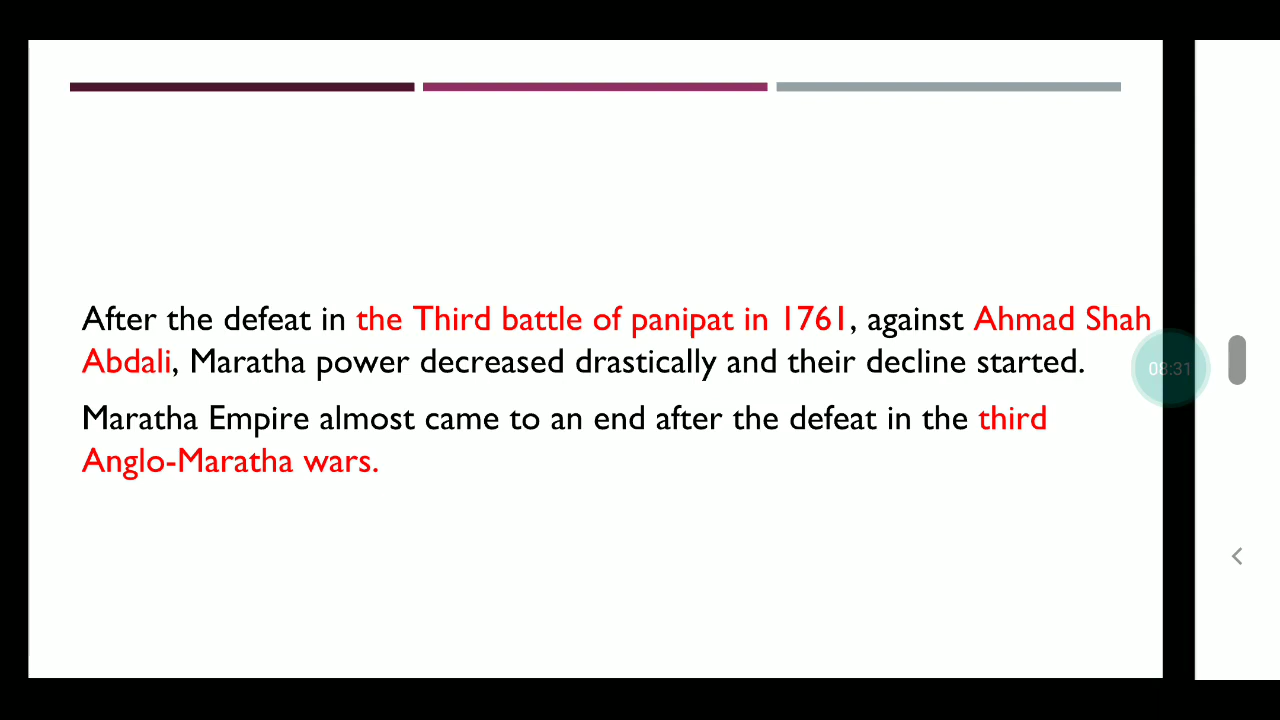 After the defeat in the Third battle of panipat in 1761, against Ahmad Shah
Abdali, Maratha power decreased drastically and their decline started.
08:31
Maratha Empire almost came to an end after the defeat in the third
Anglo-Maratha wars.